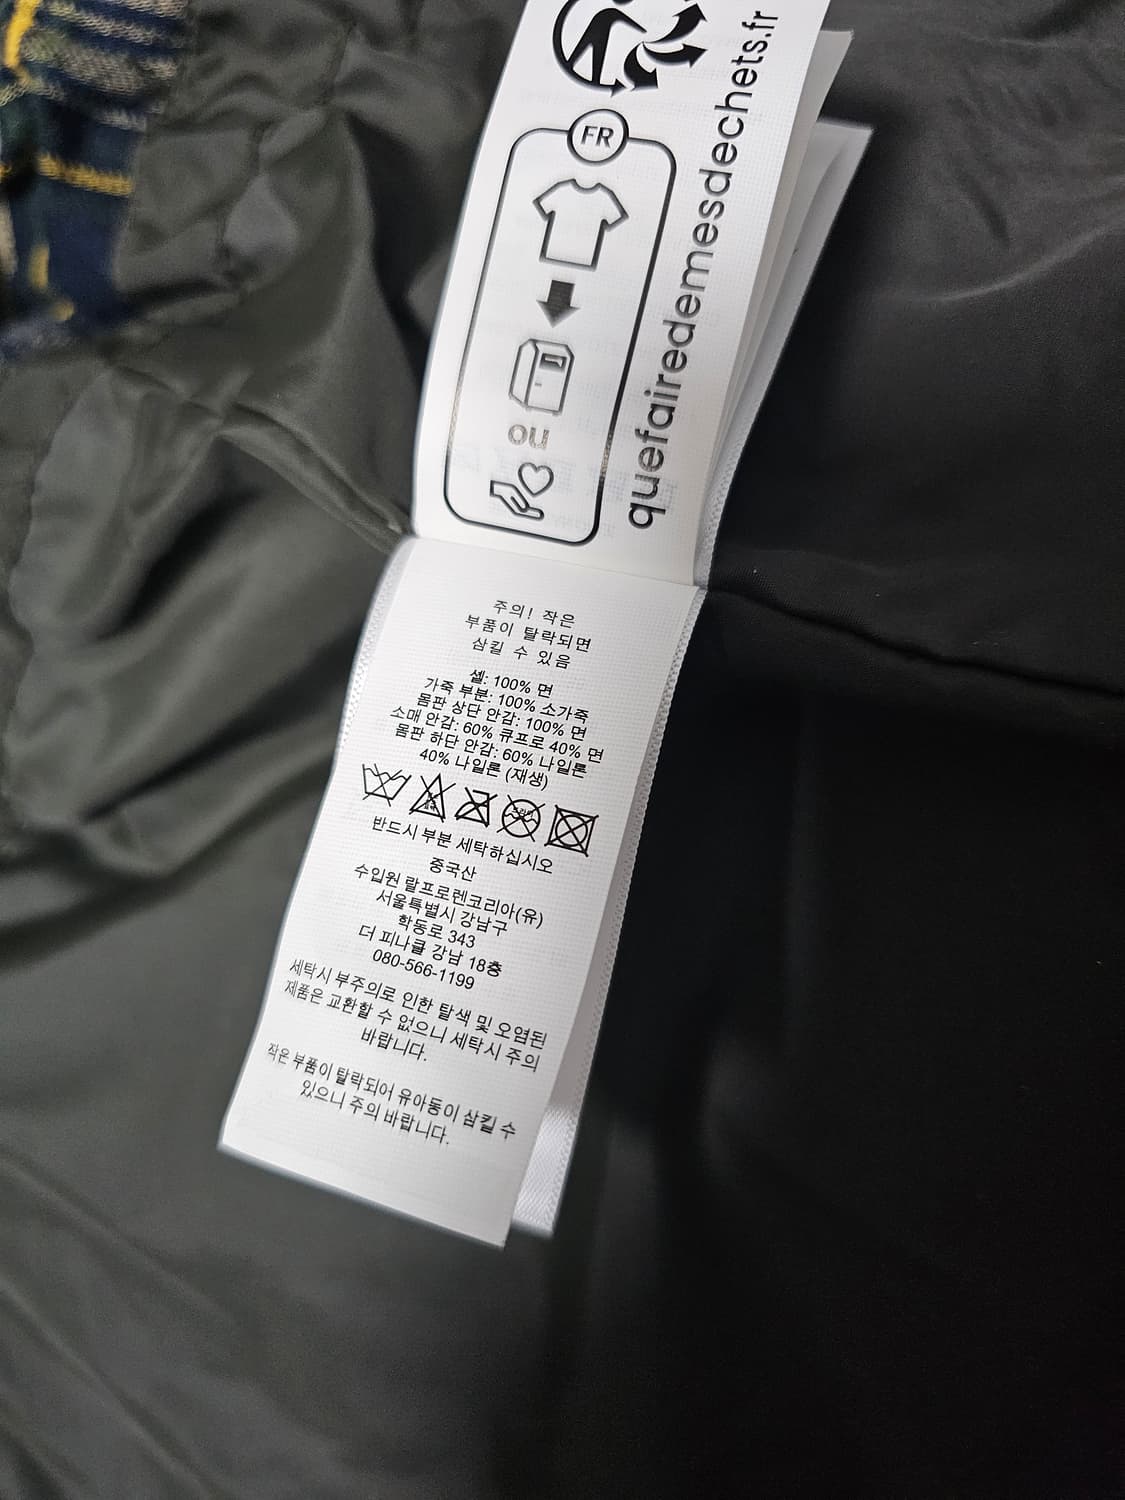 FR
ou
quefairedemesdechets.fr
주의! 작은
부품이 탈락되면
삼킬 수 있음
셸: 100% 면
가죽 부분: 100% 소가죽
몸판 상단 안감: 100% 면
소매 안감: 60% 큐프로 40% 면
몸판 하단 안감: 60% 나일론
40% 나일론 (재생)
반드시 부분 세탁하십시오
중국산
수입원 랄프로렌코리아(유)
서울특별시 강남구
학동로 343
더 피나클 강남 18층
080-566-1199
세탁시 부주의로 인한 탈색 및 오염된
제품은 교환할 수 없으니 세탁시 주의
바랍니다.
작은 부품이 탈락되어 유아동이 삼킬 수
있으니 주의 바랍니다.